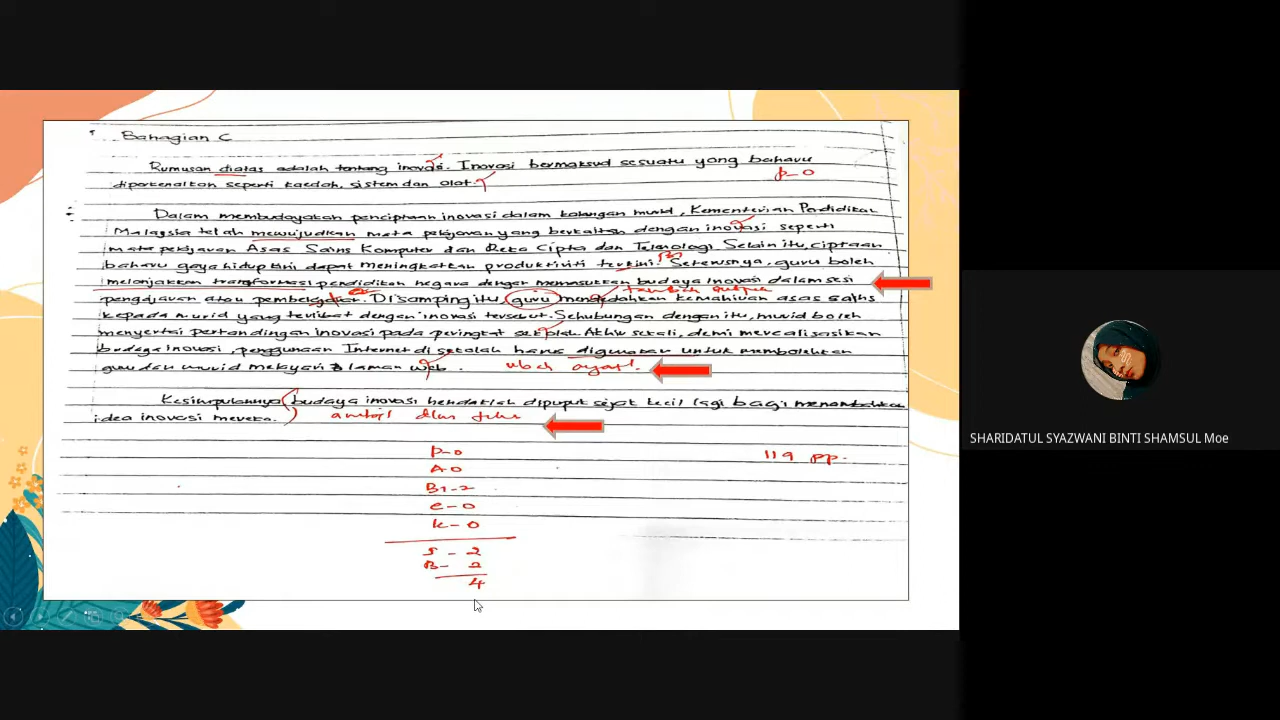 Bahagian C
Rumusan diatas adalah tentang inovasi. Inovasi bermaksud sesuatu yang baharu
P-0
diperkenalkan seperti kaedah, sistem dan alat.
Dalam membudayakan penciptaan inovasi dalam kalangan murid, Kementerian Pendidikan
Malaysia telah mewujudkan mata pelajaran yang berkaitan dengan inovasi seperti
mata pelajaran Asas Sains Komputer dan Reka Cipta dan Teknologi. Selain itu, ciptaan
baharu gaya hidup kini dapat meningkatkan produktiviti terkini. Seterusnya, guru boleh
melonjakkan transformasi pendidikan negara dengan memasukkan budaya inovasi dalam sesi
pengajaran atau Disamping itu, guru kemahiran asas sains
kepada murid yang terlibat dengan inovasi tersebut. Sehubungan dengan itu, murid boleh
menyertai pertandingan inovasi pada peringkat sekolah. Akhir sekali, demi merealisasikan
budaya inovasi, penggunaan Internet di sekolah harus digunakan untuk membolehkan
guru dan murid melayari laman web. ubah ayat.
Kesimpulannya budaya inovasi hendaklah dipupuk sejak kecil lagi bagi menambahkan
idea inovasi mereka.
P-0
119 pp.
A-0
B1-2
K-0
2
B- 2
4
SHARIDATUL SYAZWANI BINTI SHAMSUL Moe